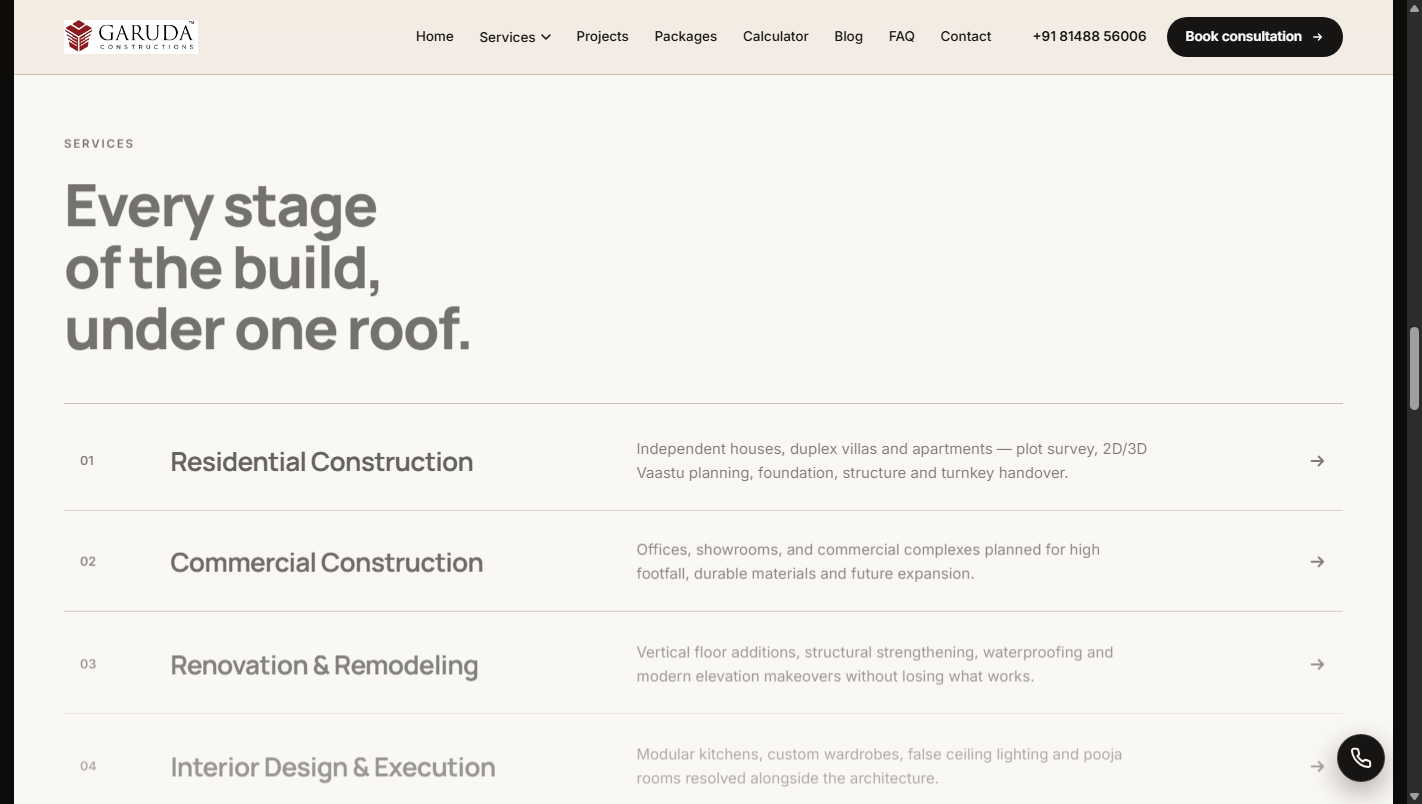 GARUDA™
CONSTRUCTIONS
Home
Services
Projects
Packages
Calculator
Blog
FAQ
Contact
+91 81488 56006
Book consultation →
SERVICES
Every stage
of the build,
under one roof.
01
Residential Construction
Independent houses, duplex villas and apartments — plot survey, 2D/3D
Vaastu planning, foundation, structure and turnkey handover.
→
02
Commercial Construction
Offices, showrooms, and commercial complexes planned for high
footfall, durable materials and future expansion.
→
03
Renovation & Remodeling
Vertical floor additions, structural strengthening, waterproofing and
modern elevation makeovers without losing what works.
→
04
Interior Design & Execution
Modular kitchens, custom wardrobes, false ceiling lighting and pooja
rooms resolved alongside the architecture.
→